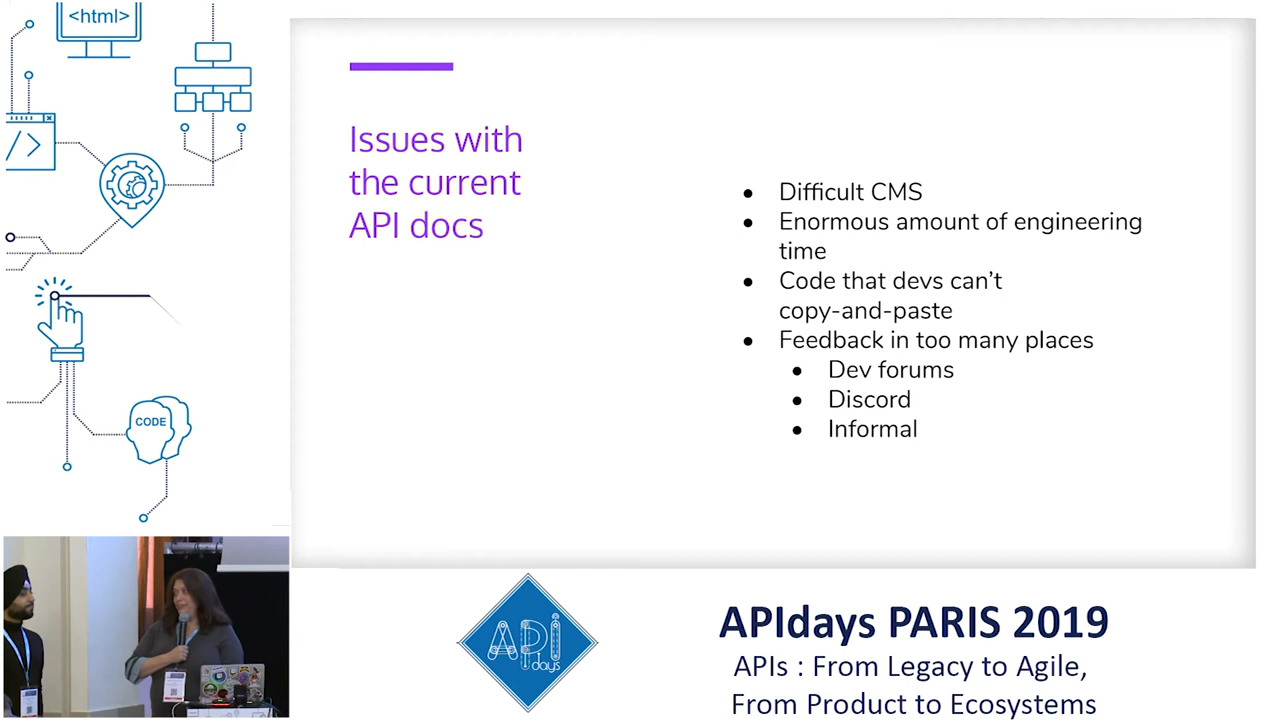 <html>
</>
CODE
Issues with
the current
API docs
Difficult CMS
Enormous amount of engineering
time
Code that devs can’t
copy-and-paste
Feedback in too many places
Dev forums
Discord
Informal
API
days
APIdays PARIS 2019
APIs : From Legacy to Agile,
From Product to Ecosystems